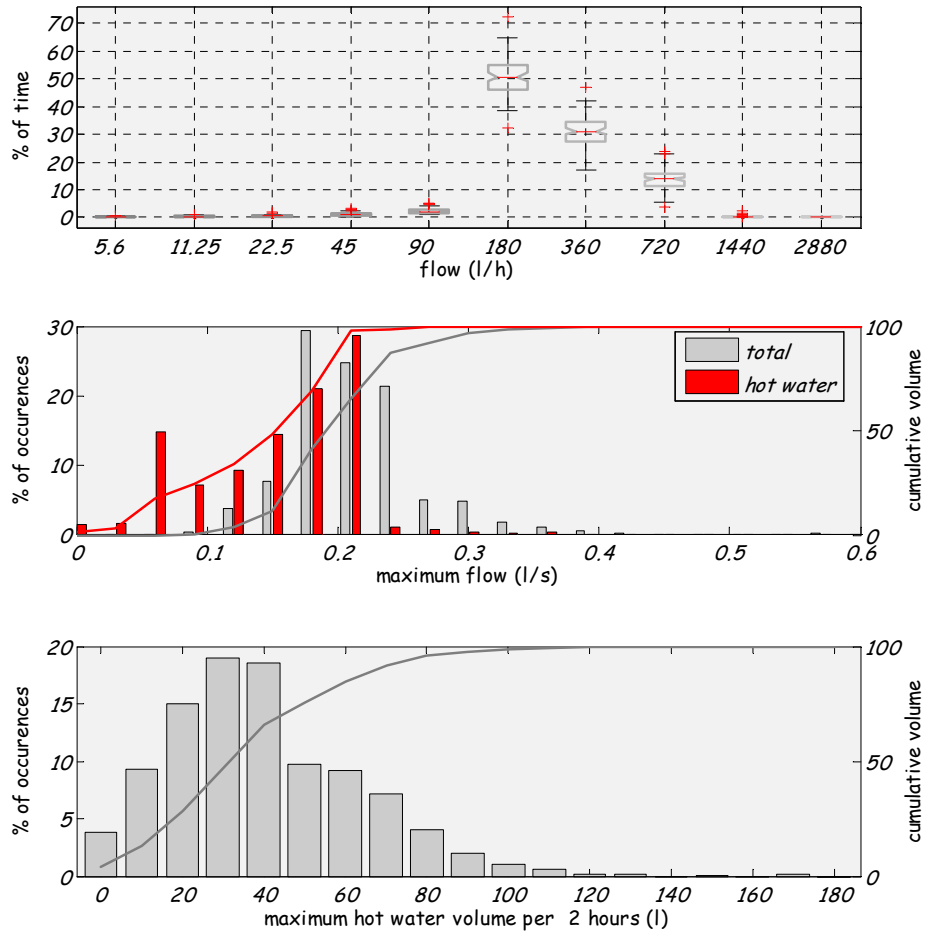 70
60
50
40
30
20
10
0
% of time
5.6 11.25 22.5 45 90 180 360 720 1440 2880
flow (l/h)
30
20
10
0
% of occurences
total
hot water
100
50
0
cumulative volume
0 0.1 0.2 0.3 0.4 0.5 0.6
maximum flow (l/s)
20
15
10
5
0
% of occurences
100
50
0
cumulative volume
0 20 40 60 80 100 120 140 160 180
maximum hot water volume per 2 hours (l)